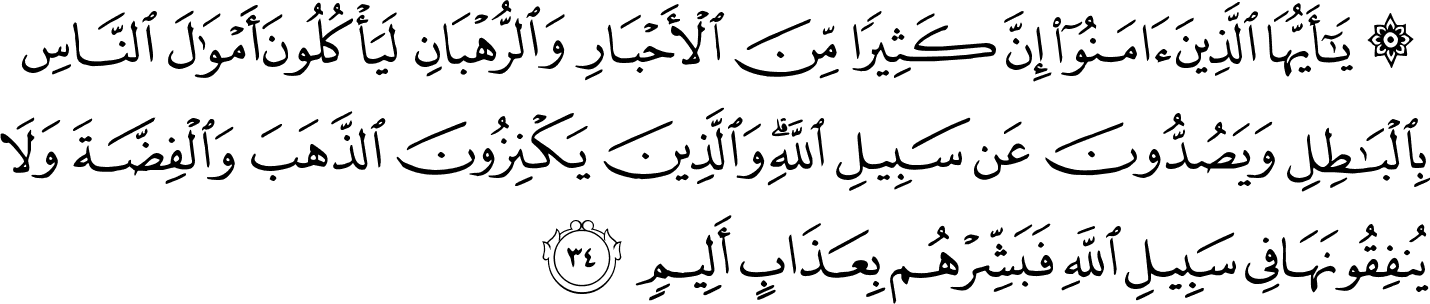 ۞ يَـٰٓأَيُّهَا ٱلَّذِينَ ءَامَنُوٓا۟ إِنَّ كَثِيرًا مِّنَ ٱلْأَحْبَارِ وَٱلرُّهْبَانِ لَيَأْكُلُونَ أَمْوَٰلَ ٱلنَّاسِ
بِٱلْبَـٰطِلِ وَيَصُدُّونَ عَن سَبِيلِ ٱللَّهِ ۗ وَٱلَّذِينَ يَكْنِزُونَ ٱلذَّهَبَ وَٱلْفِضَّةَ وَلَا
يُنفِقُونَهَا فِى سَبِيلِ ٱللَّهِ فَبَشِّرْهُم بِعَذَابٍ أَلِيمٍ ٣٤